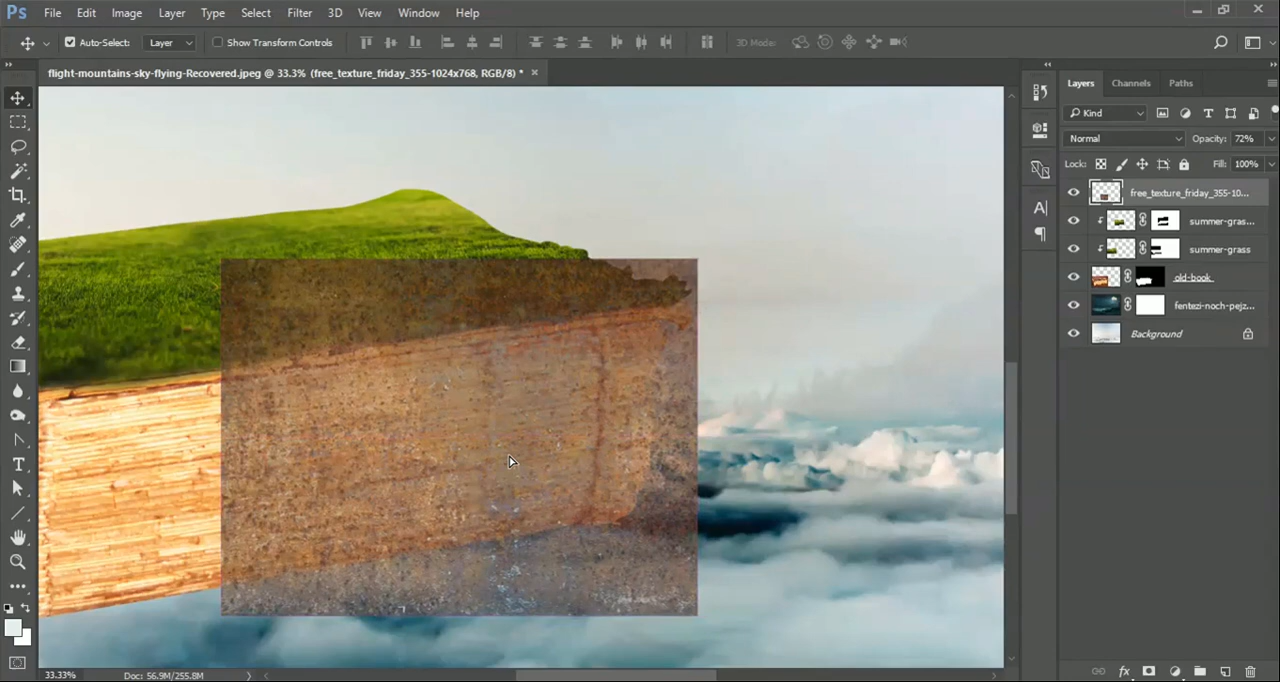 Ps File Edit Image Layer Type Select Filter 3D View Window Help
Auto-Select: Layer Show Transform Controls 3D Mode:
flight-mountains-sky-flying-Recovered.jpeg @ 33.3% (free_texture_friday_355-1024x768, RGB/8) *
Layers Channels Paths
Kind
Normal Opacity: 72%
Lock: Fill: 100%
free_texture_friday_355-10...
summer-gras...
summer-grass
old-book
fentezi-noch-pejz...
Background
33.33% Doc: 56.9M/255.8M